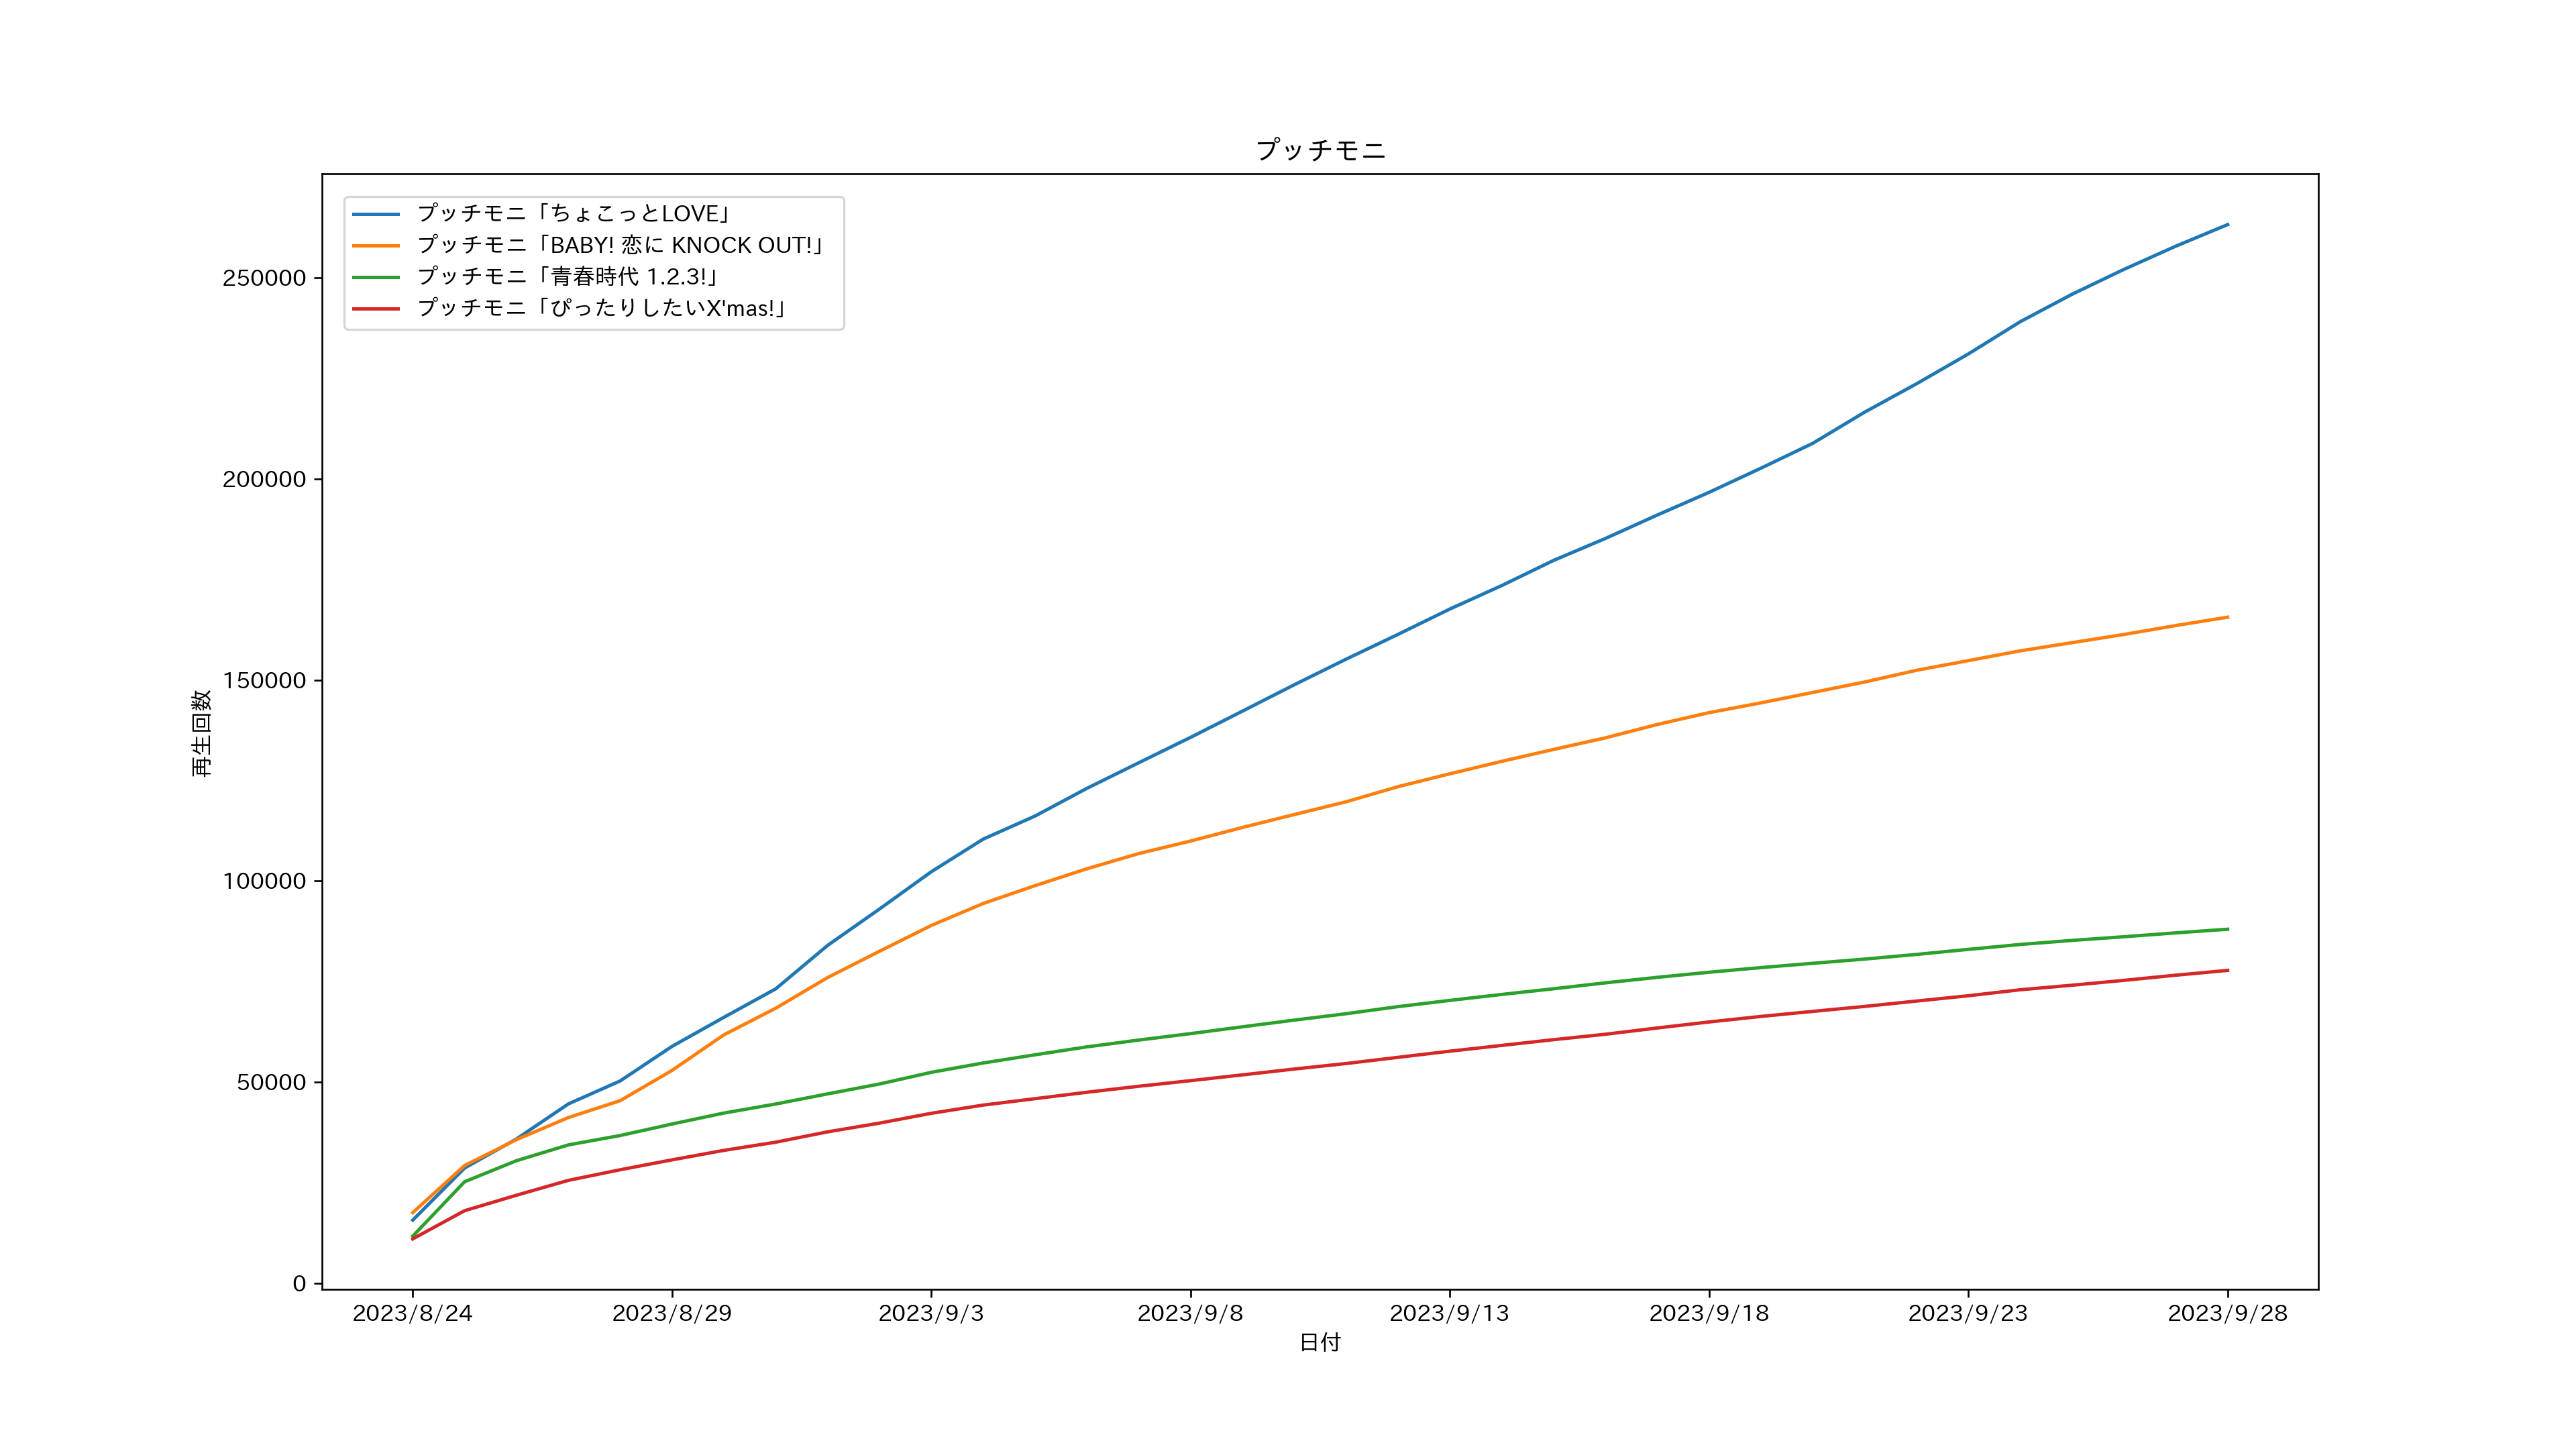 プッチモニ
プッチモニ「ちょこっとLOVE」
プッチモニ「BABY! 恋に KNOCK OUT!」
プッチモニ「青春時代 1.2.3!」
プッチモニ「ぴったりしたいX'mas!」
再生回数
250000
200000
150000
100000
50000
0
2023/8/24 2023/8/29 2023/9/3 2023/9/8 2023/9/13 2023/9/18 2023/9/23 2023/9/28
日付